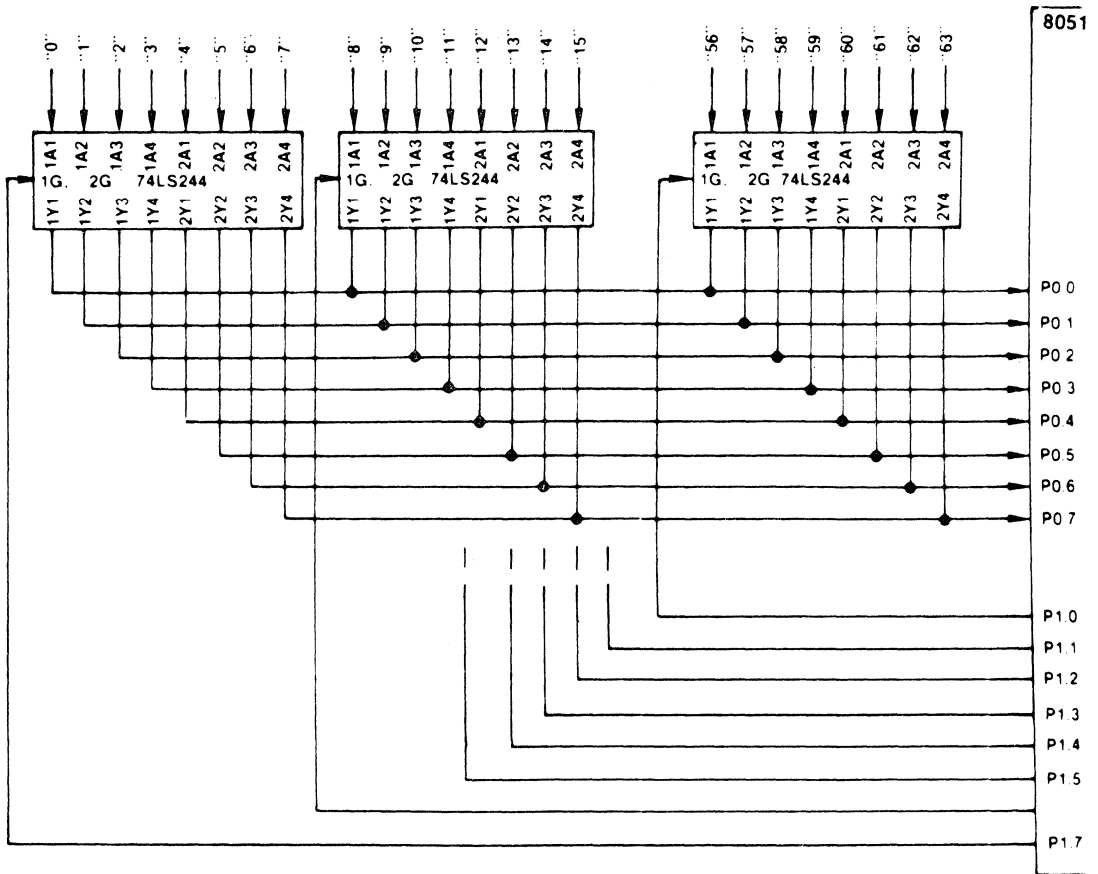 8051
"0" "1" "2" "3" "4" "5" "6" "7"
"8" "9" "10" "11" "12" "13" "14" "15"
"56" "57" "58" "59" "60" "61" "62" "63"
1A1 1A2 1A3 1A4 2A1 2A2 2A3 2A4
1G. 2G 74LS244
1Y1 1Y2 1Y3 1Y4 2Y1 2Y2 2Y3 2Y4
1A1 1A2 1A3 1A4 2A1 2A2 2A3 2A4
1G. 2G 74LS244
1Y1 1Y2 1Y3 1Y4 2Y1 2Y2 2Y3 2Y4
1A1 1A2 1A3 1A4 2A1 2A2 2A3 2A4
1G. 2G 74LS244
1Y1 1Y2 1Y3 1Y4 2Y1 2Y2 2Y3 2Y4
P0 0
P0 1
P0 2
P0 3
P0.4
P0.5
P0.6
P0 7
P1.0
P1.1
P1.2
P1.3
P1.4
P1.5
P1.7